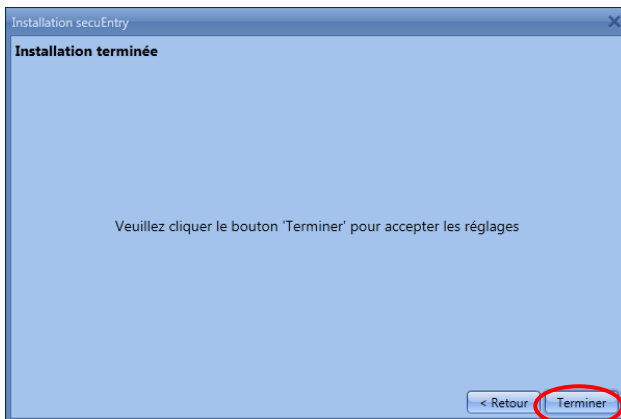 Installation secuEntry
Installation terminée
Veuillez cliquer le bouton 'Terminer' pour accepter les réglages
< Retour
Terminer